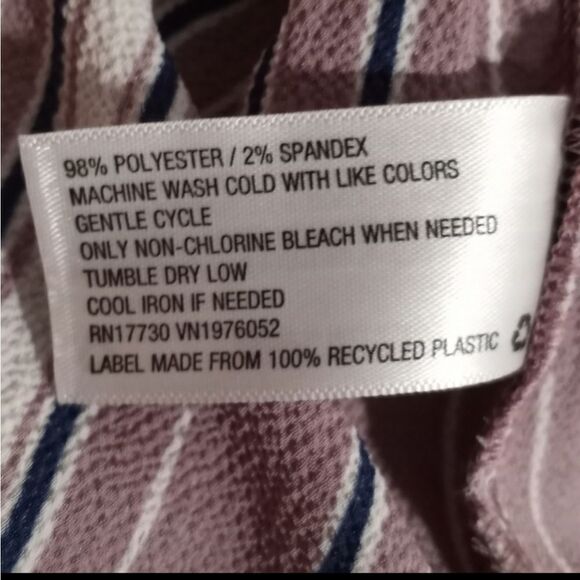 98% POLYESTER / 2% SPANDEX
MACHINE WASH COLD WITH LIKE COLORS
GENTLE CYCLE
ONLY NON-CHLORINE BLEACH WHEN NEEDED
TUMBLE DRY LOW
COOL IRON IF NEEDED
RN17730 VN1976052
LABEL MADE FROM 100% RECYCLED PLASTIC